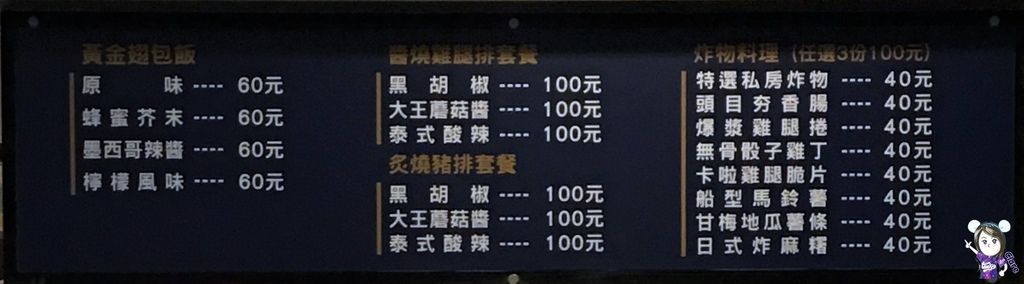 黃金翅包飯
原味---- 60元
蜂蜜芥末---- 60元
墨西哥辣醬---- 60元
檸檬風味---- 60元
醬燒雞腿排套餐
黑胡椒---- 100元
大王蘑菇醬---- 100元
泰式酸辣---- 100元
炙燒豬排套餐
黑胡椒---- 100元
大王蘑菇醬---- 100元
泰式酸辣---- 100元
炸物料理 (任選3份100元)
特選私房炸物---- 40元
頭目夯香腸---- 40元
爆漿雞腿捲---- 40元
無骨骰子雞丁---- 40元
卡啦雞腿脆片---- 40元
船型馬鈴薯---- 40元
甘梅地瓜薯條---- 40元
日式炸麻糬---- 40元
Clare